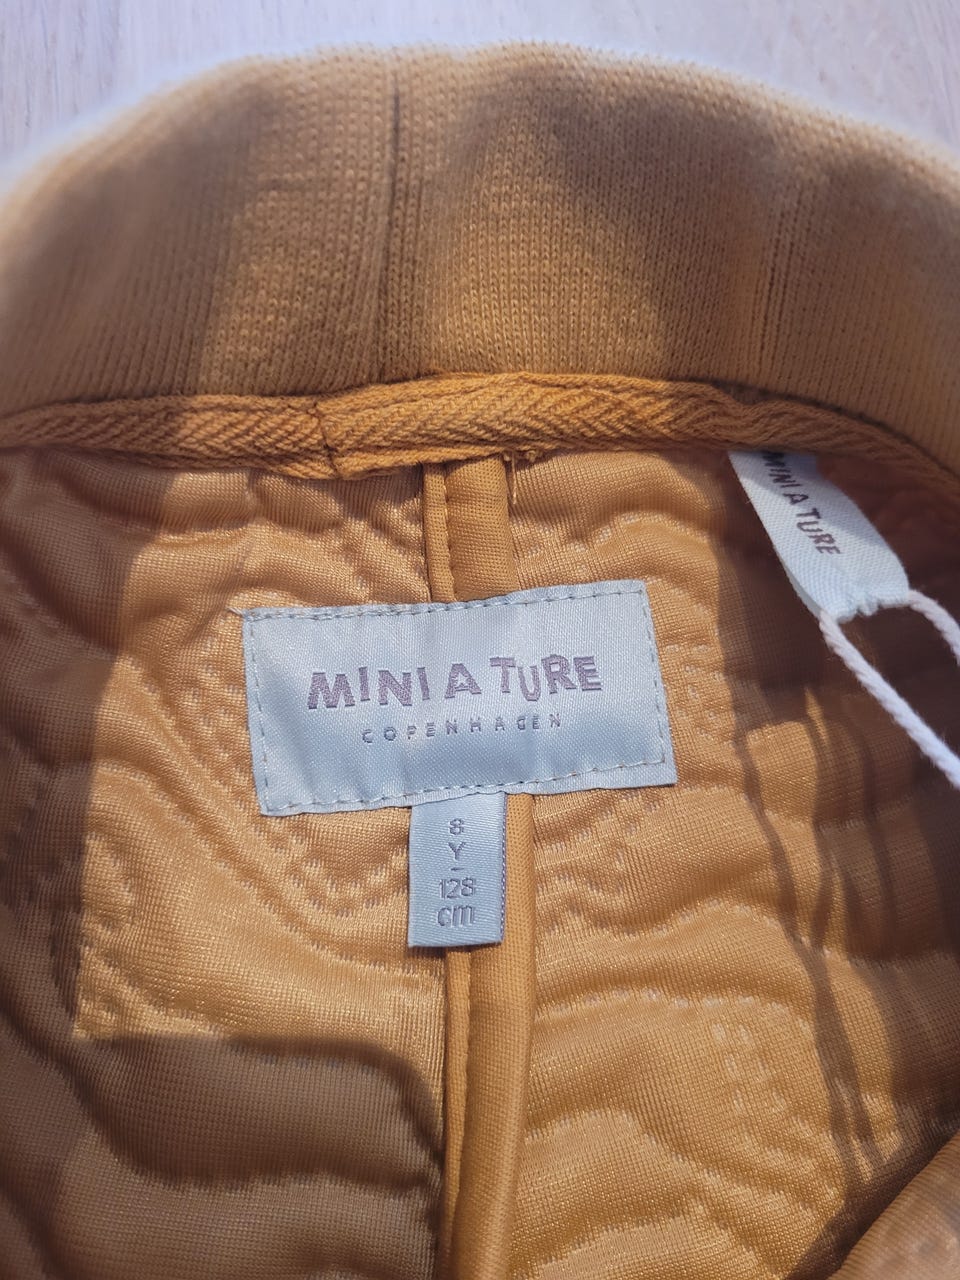 MINI A TURE
MINI A TURE
COPENHAGEN
8
Y
-
128
cm